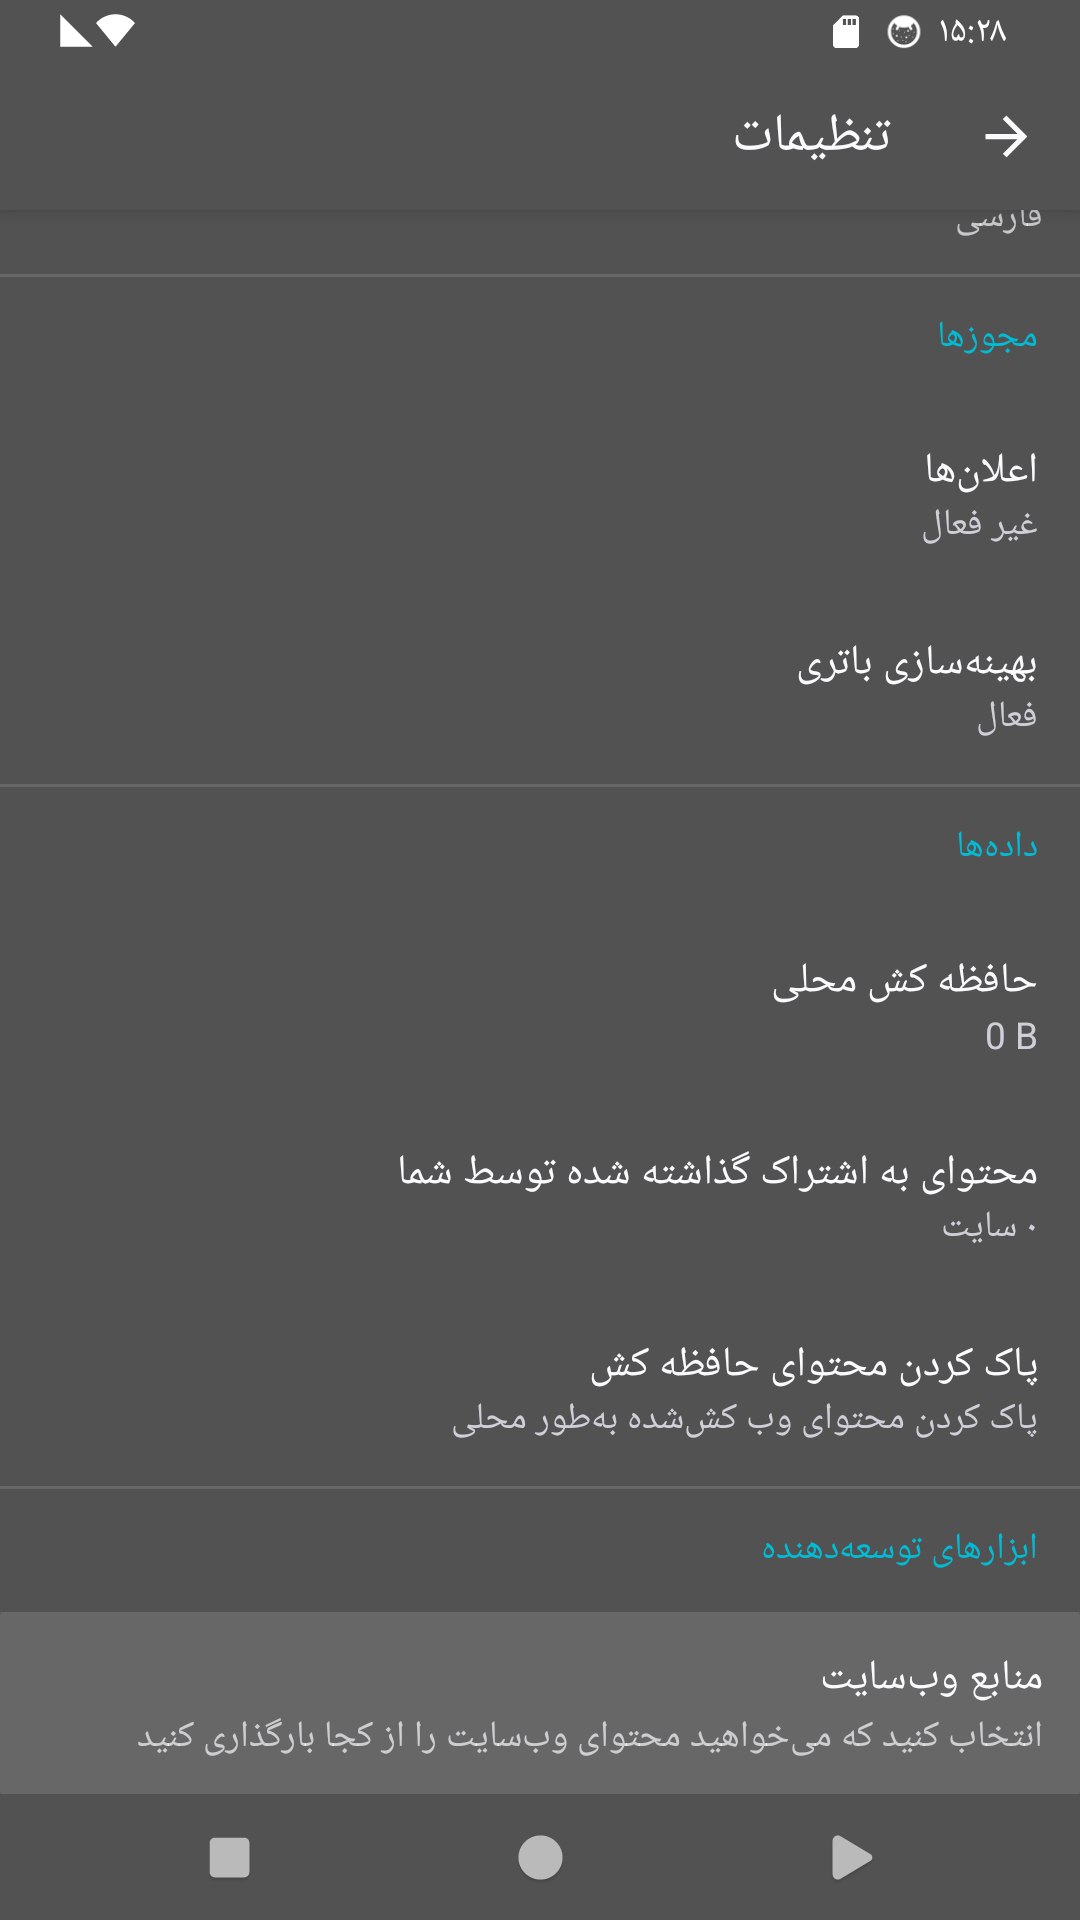 ۱۵:۲۸
تنظیمات
فارسی
مجوزها
اعلان‌ها
غیر فعال
بهینه‌سازی باتری
فعال
داده‌ها
حافظه کش محلی
0 B
محتوای به اشتراک گذاشته شده توسط شما
۰ سایت
پاک کردن محتوای حافظه کش
پاک کردن محتوای وب کش‌شده به‌طور محلی
ابزارهای توسعه‌دهنده
منابع وب‌سایت
انتخاب کنید که می‌خواهید محتوای وب‌سایت را از کجا بارگذاری کنید